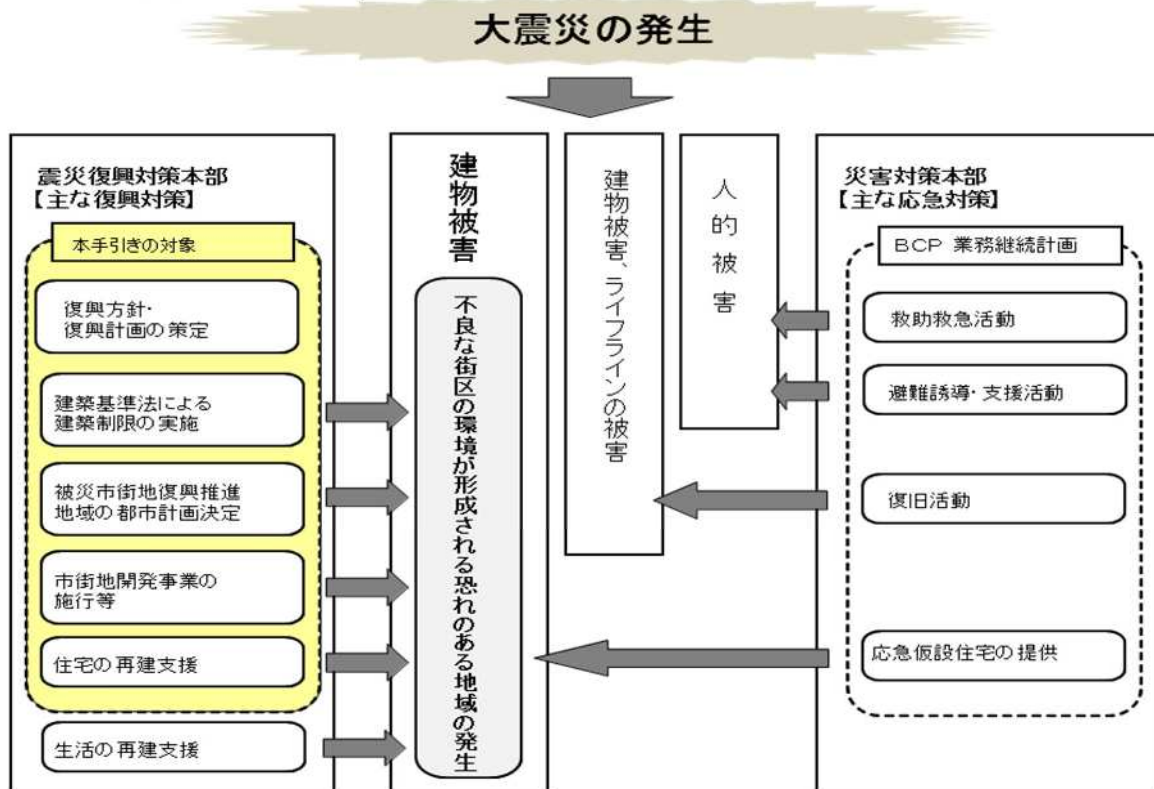 大震災の発生
震災復興対策本部
【主な復興対策】
本手引きの対象
復興方針・
復興計画の策定
建築基準法による
建築制限の実施
被災市街地復興推進
地域の都市計画決定
市街地開発事業の
施行等
住宅の再建支援
生活の再建支援
建物被害
不良な街区の環境が形成される恐れのある地域の発生
建物被害、ライフラインの被害
人的被害
災害対策本部
【主な応急対策】
BCP 業務継続計画
救助救急活動
避難誘導・支援活動
復旧活動
応急仮設住宅の提供